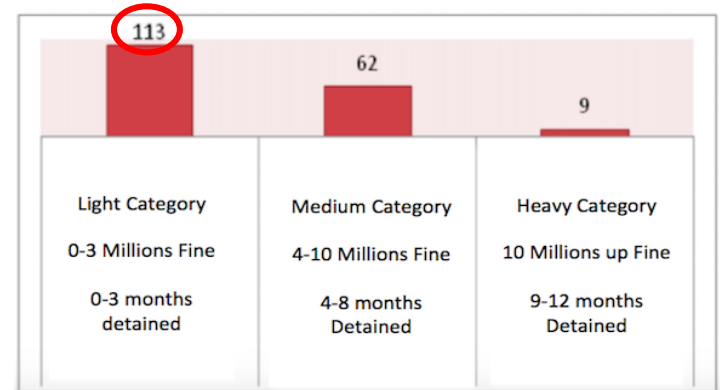 113
62
9
Light Category
0-3 Millions Fine
0-3 months
detained
Medium Category
4-10 Millions Fine
4-8 months
Detained
Heavy Category
10 Millions up Fine
9-12 months
Detained